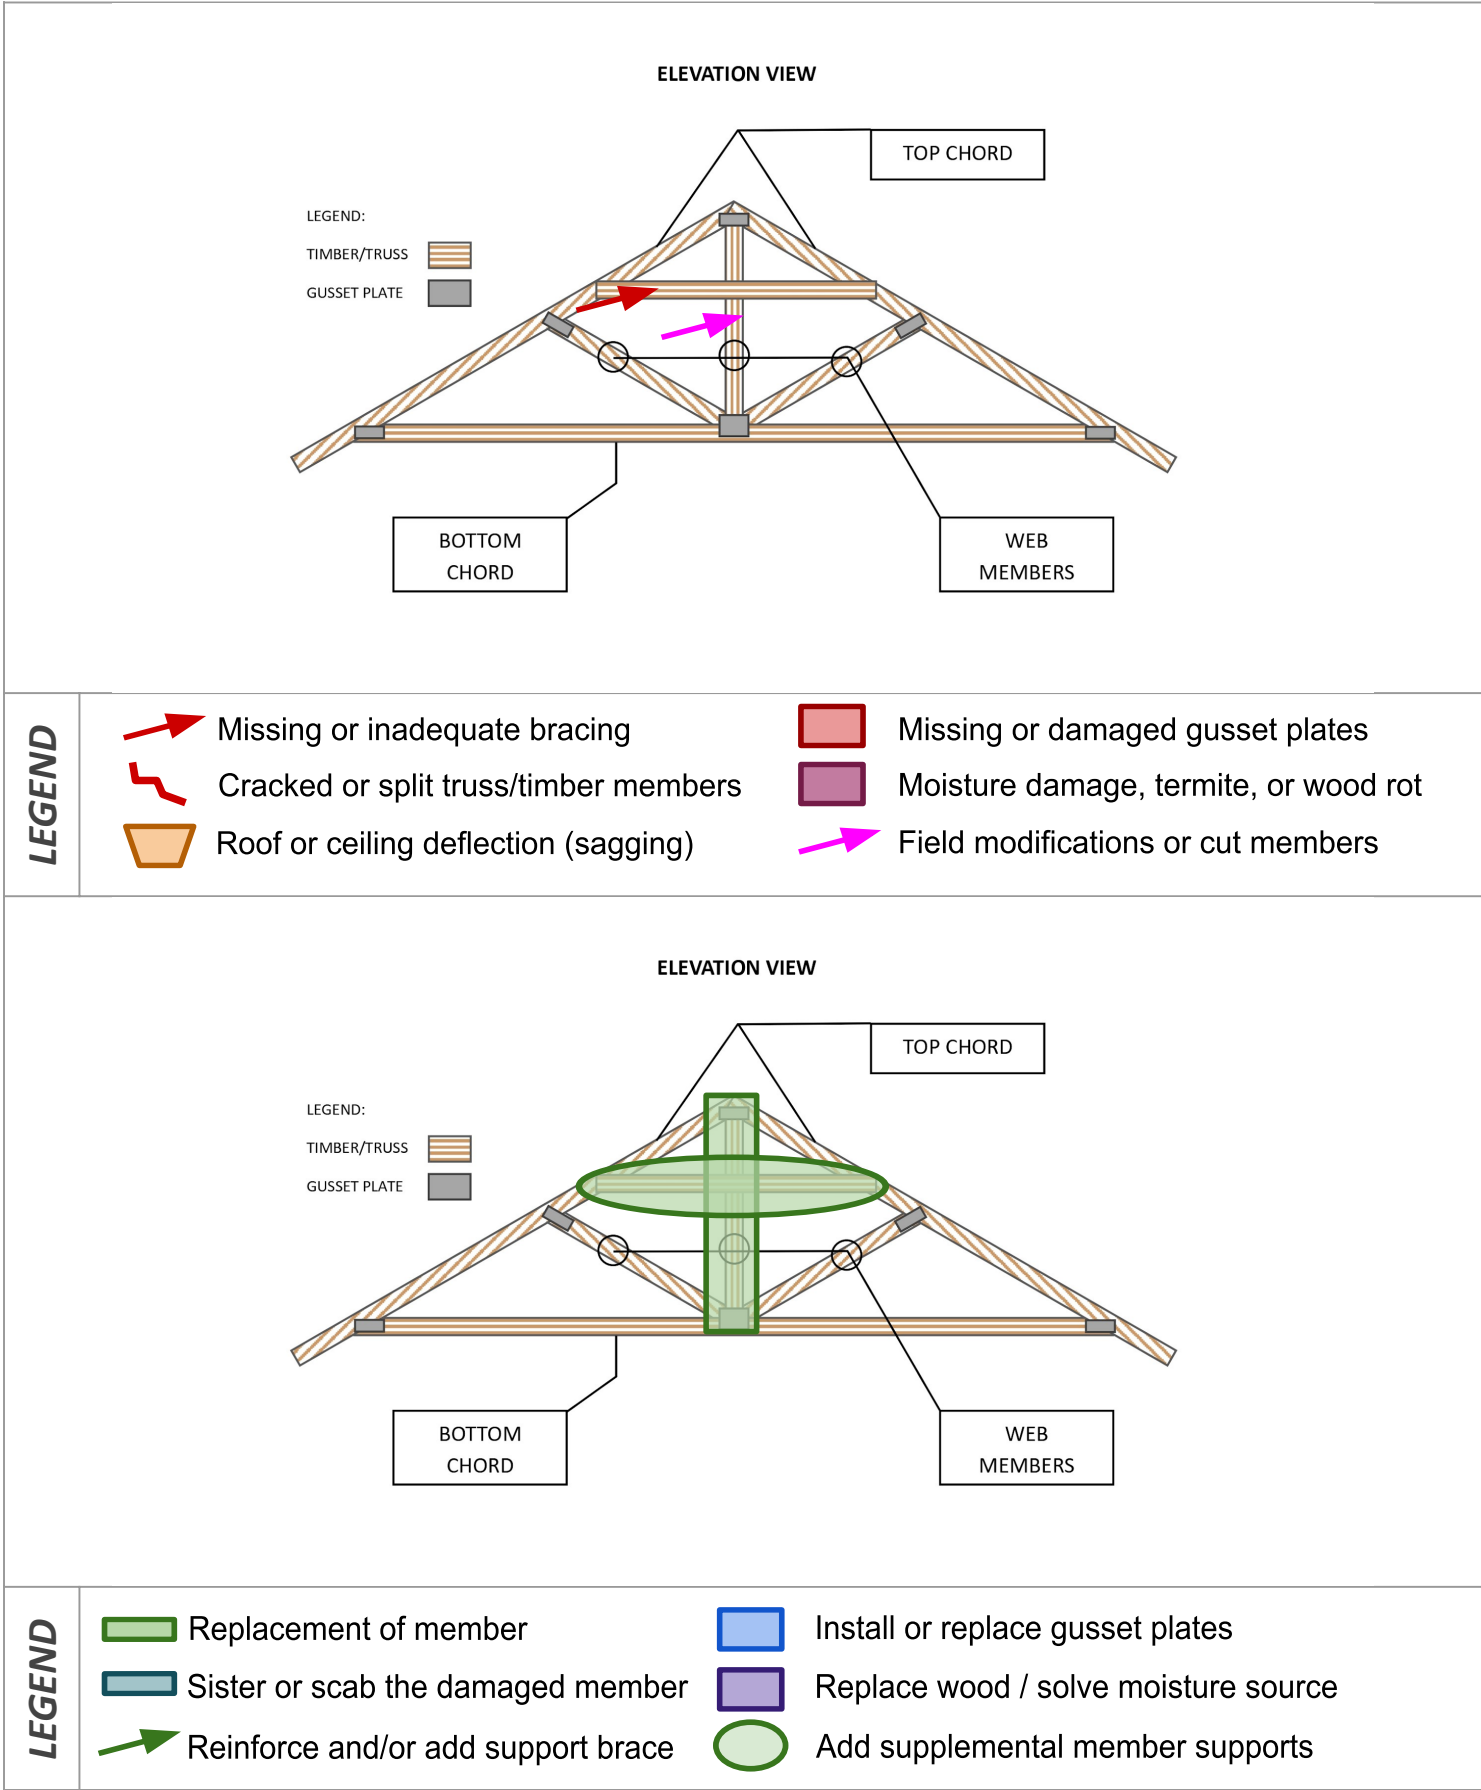 ELEVATION VIEW
TOP CHORD
LEGEND:
TIMBER/TRUSS
GUSSET PLATE
BOTTOM
CHORD
WEB
MEMBERS
LEGEND
Missing or inadequate bracing
Cracked or split truss/timber members
Roof or ceiling deflection (sagging)
Missing or damaged gusset plates
Moisture damage, termite, or wood rot
Field modifications or cut members
ELEVATION VIEW
TOP CHORD
LEGEND:
TIMBER/TRUSS
GUSSET PLATE
BOTTOM
CHORD
WEB
MEMBERS
LEGEND
Replacement of member
Sister or scab the damaged member
Reinforce and/or add support brace
Install or replace gusset plates
Replace wood / solve moisture source
Add supplemental member supports